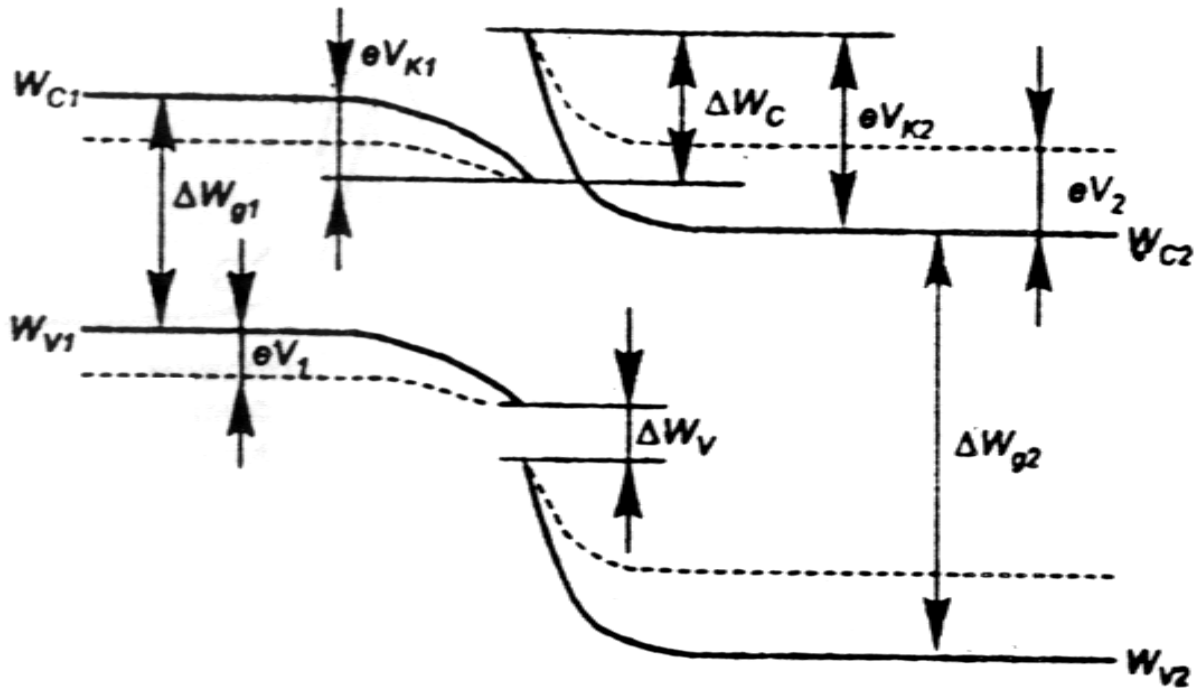 eV_K1
W_C1
ΔW_C
eV_K2
ΔW_g1
eV_2
W_C2
W_V1
eV_1
ΔW_V
ΔW_g2
W_V2